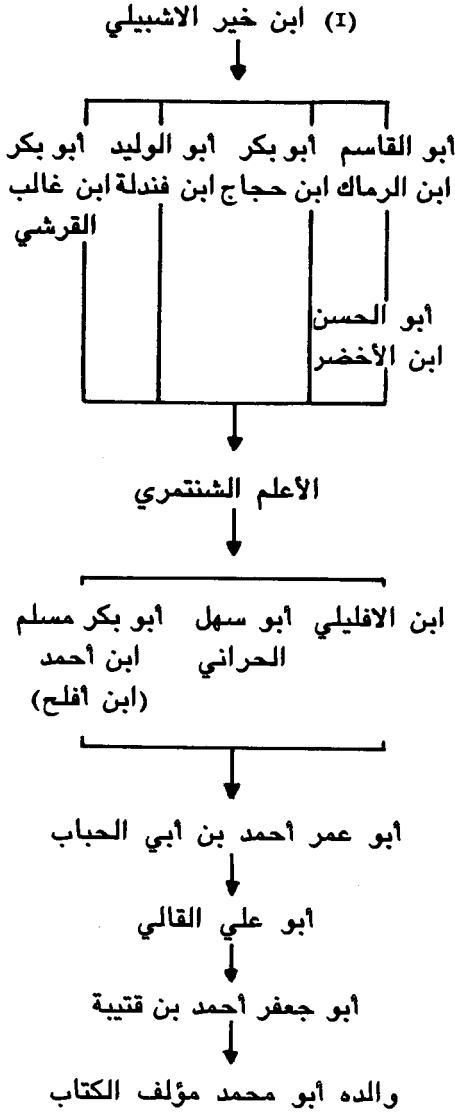 (I) ابن خير الاشبيلي
أبو القاسم أبو بكر أبو الوليد أبو بكر
ابن الرماك ابن حجاج ابن فندلة ابن غالب
القرشي
أبو الحسن
ابن الأخضر
الأعلم الشنتمري
ابن الافليلي أبو سهل أبو بكر مسلم
الحراني ابن أحمد
(ابن أفلح)
أبو عمر أحمد بن أبي الحباب
أبو علي القالي
أبو جعفر أحمد بن قتيبة
والده أبو محمد مؤلف الكتاب